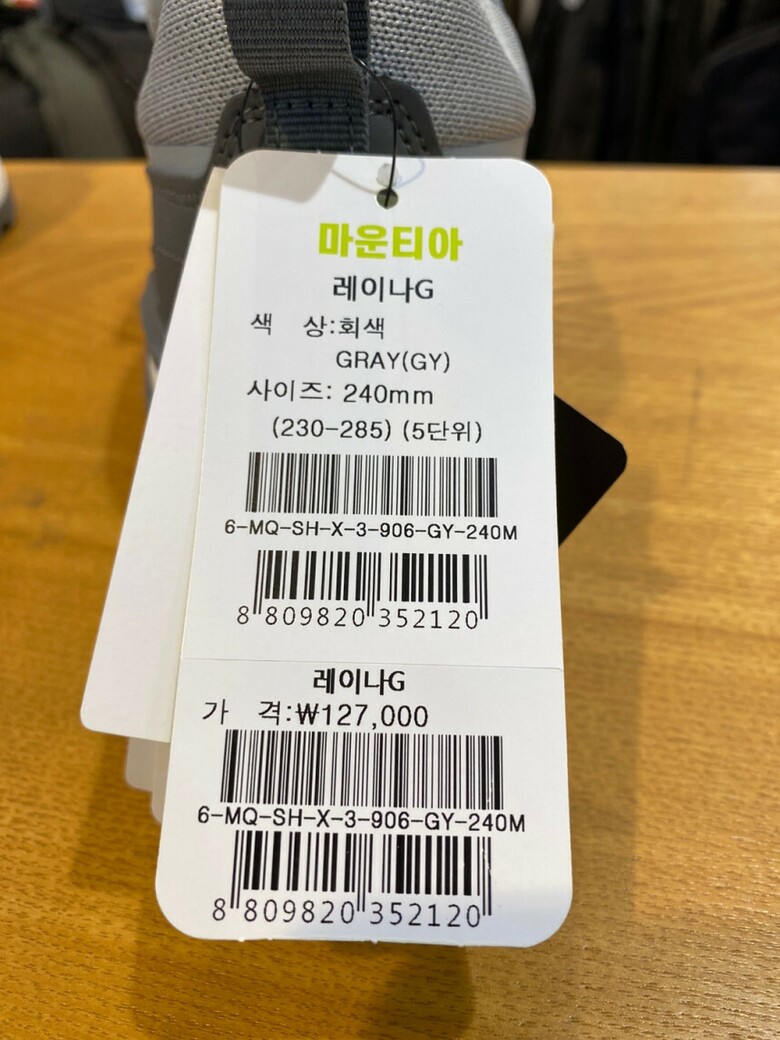 마운티아
레이나G
색 상:회색
GRAY(GY)
사이즈: 240mm
(230-285) (5단위)
6-MQ-SH-X-3-906-GY-240M
8 809820 352120
레이나G
가 격:₩127,000
6-MQ-SH-X-3-906-GY-240M
8 809820 352120